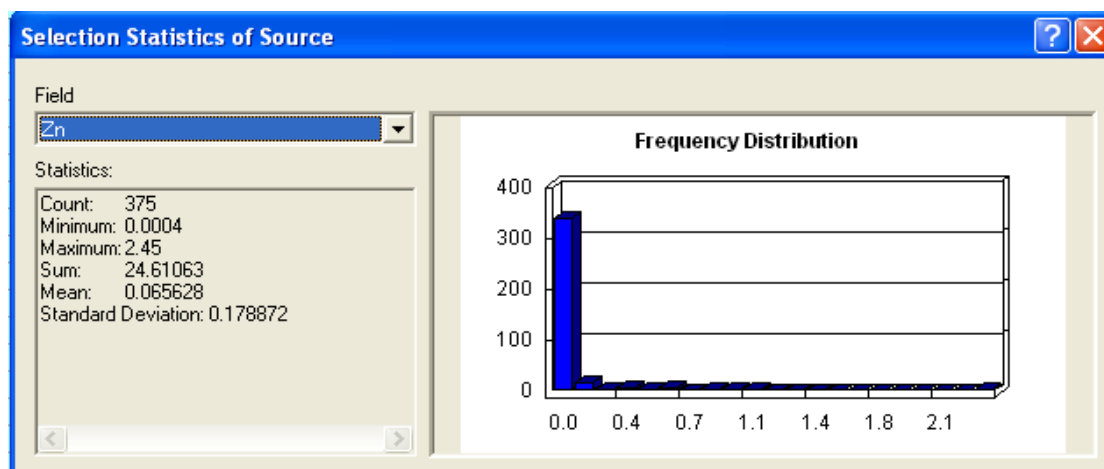 Selection Statistics of Source
Field
Zn
Statistics:
Count: 375
Minimum: 0.0004
Maximum: 2.45
Sum: 24.61063
Mean: 0.065628
Standard Deviation: 0.178872
Frequency Distribution
400
300
200
100
0
0.0 0.4 0.7 1.1 1.4 1.8 2.1